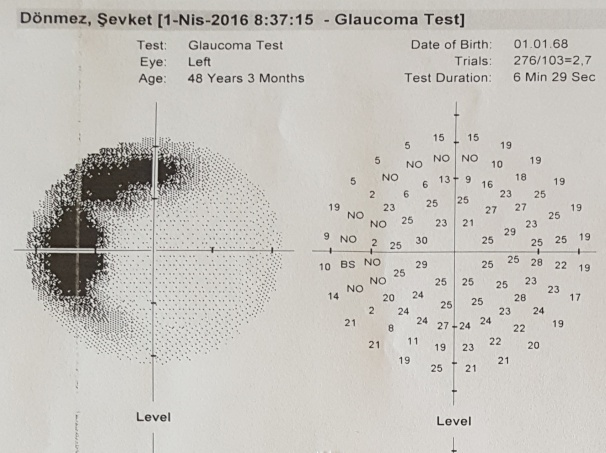 Dönmez, Şevket [1-Nis-2016 8:37:15 - Glaucoma Test]
Test: Glaucoma Test Date of Birth: 01.01.68
Eye: Left Trials: 276/103=2,7
Age: 48 Years 3 Months Test Duration: 6 Min 29 Sec
15 15
5 19
5 NO NO NO 10 19
5 NO 6 13 9 16 18 19
2 6 25 25 23 25
19 NO 27 27 19
NO 25 23 21 23 25
29
9 NO 2 25 30 25 25 25 19
10 BS NO 29 25 25 28 22 19
25
NO 25 25 23 23
14 NO 20 24 25 25 28 17
2 24 23 24
21 8 24 27 24 24 22 19
21 11 19 23 22 20
19 25 21 21
Level Level